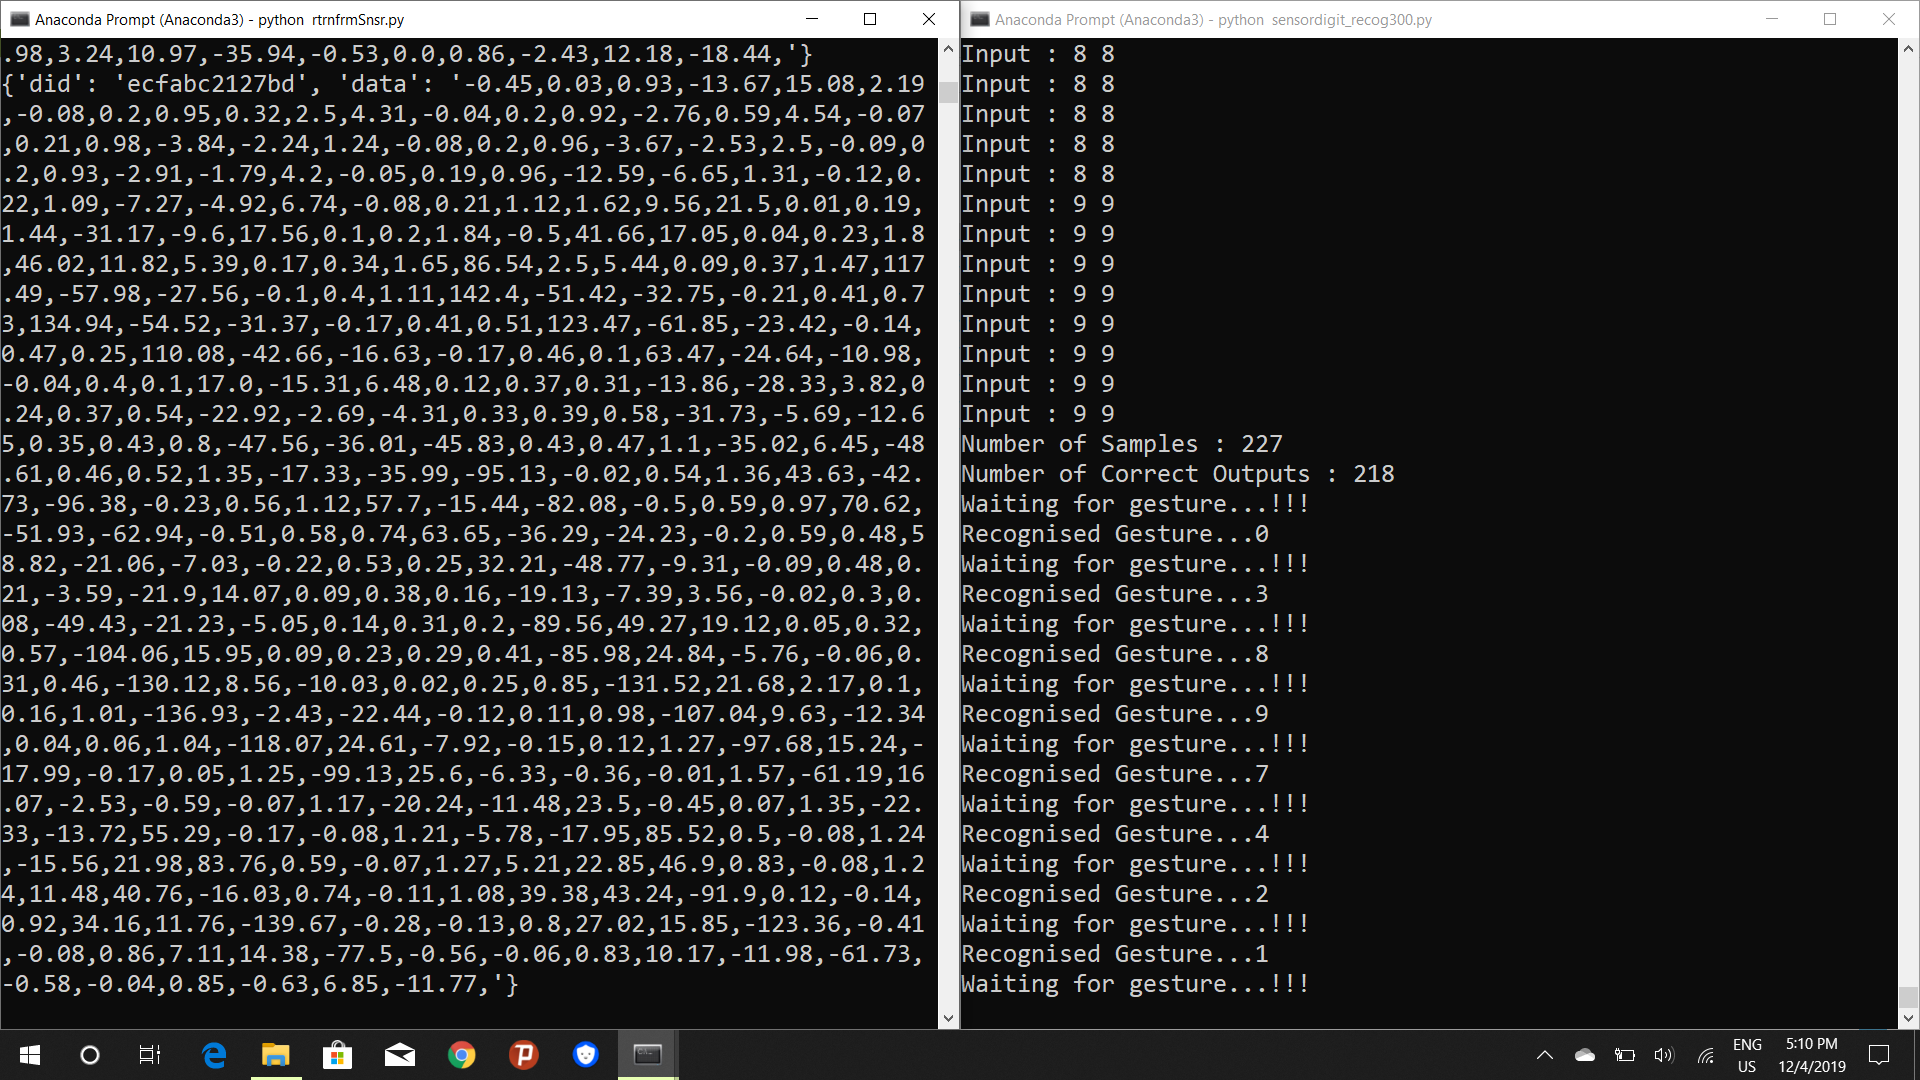 Anaconda Prompt (Anaconda3) - python  rtrnfrmSnsr.py
.98,3.24,10.97,-35.94,-0.53,0.0,0.86,-2.43,12.18,-18.44,'}
{'did': 'ecfabc2127bd', 'data': '-0.45,0.03,0.93,-13.67,15.08,2.19
,-0.08,0.2,0.95,0.32,2.5,4.31,-0.04,0.2,0.92,-2.76,0.59,4.54,-0.07
,0.21,0.98,-3.84,-2.24,1.24,-0.08,0.2,0.96,-3.67,-2.53,2.5,-0.09,0
.2,0.93,-2.91,-1.79,4.2,-0.05,0.19,0.96,-12.59,-6.65,1.31,-0.12,0.
22,1.09,-7.27,-4.92,6.74,-0.08,0.21,1.12,1.62,9.56,21.5,0.01,0.19,
1.44,-31.17,-9.6,17.56,0.1,0.2,1.84,-0.5,41.66,17.05,0.04,0.23,1.8
,46.02,11.82,5.39,0.17,0.34,1.65,86.54,2.5,5.44,0.09,0.37,1.47,117
.49,-57.98,-27.56,-0.1,0.4,1.11,142.4,-51.42,-32.75,-0.21,0.41,0.7
3,134.94,-54.52,-31.37,-0.17,0.41,0.51,123.47,-61.85,-23.42,-0.14,
0.47,0.25,110.08,-42.66,-16.63,-0.17,0.46,0.1,63.47,-24.64,-10.98,
-0.04,0.4,0.1,17.0,-15.31,6.48,0.12,0.37,0.31,-13.86,-28.33,3.82,0
.24,0.37,0.54,-22.92,-2.69,-4.31,0.33,0.39,0.58,-31.73,-5.69,-12.6
5,0.35,0.43,0.8,-47.56,-36.01,-45.83,0.43,0.47,1.1,-35.02,6.45,-48
.61,0.46,0.52,1.35,-17.33,-35.99,-95.13,-0.02,0.54,1.36,43.63,-42.
73,-96.38,-0.23,0.56,1.12,57.7,-15.44,-82.08,-0.5,0.59,0.97,70.62,
-51.93,-62.94,-0.51,0.58,0.74,63.65,-36.29,-24.23,-0.2,0.59,0.48,5
8.82,-21.06,-7.03,-0.22,0.53,0.25,32.21,-48.77,-9.31,-0.09,0.48,0.
21,-3.59,-21.9,14.07,0.09,0.38,0.16,-19.13,-7.39,3.56,-0.02,0.3,0.
08,-49.43,-21.23,-5.05,0.14,0.31,0.2,-89.56,49.27,19.12,0.05,0.32,
0.57,-104.06,15.95,0.09,0.23,0.29,0.41,-85.98,24.84,-5.76,-0.06,0.
31,0.46,-130.12,8.56,-10.03,0.02,0.25,0.85,-131.52,21.68,2.17,0.1,
0.16,1.01,-136.93,-2.43,-22.44,-0.12,0.11,0.98,-107.04,9.63,-12.34
,0.04,0.06,1.04,-118.07,24.61,-7.92,-0.15,0.12,1.27,-97.68,15.24,-
17.99,-0.17,0.05,1.25,-99.13,25.6,-6.33,-0.36,-0.01,1.57,-61.19,16
.07,-2.53,-0.59,-0.07,1.17,-20.24,-11.48,23.5,-0.45,0.07,1.35,-22.
33,-13.72,55.29,-0.17,-0.08,1.21,-5.78,-17.95,85.52,0.5,-0.08,1.24
,-15.56,21.98,83.76,0.59,-0.07,1.27,5.21,22.85,46.9,0.83,-0.08,1.2
4,11.48,40.76,-16.03,0.74,-0.11,1.08,39.38,43.24,-91.9,0.12,-0.14,
0.92,34.16,11.76,-139.67,-0.28,-0.13,0.8,27.02,15.85,-123.36,-0.41
,-0.08,0.86,7.11,14.38,-77.5,-0.56,-0.06,0.83,10.17,-11.98,-61.73,
-0.58,-0.04,0.85,-0.63,6.85,-11.77,'}
Anaconda Prompt (Anaconda3) - python  sensordigit_recog300.py
Input : 8 8
Input : 8 8
Input : 8 8
Input : 8 8
Input : 8 8
Input : 9 9
Input : 9 9
Input : 9 9
Input : 9 9
Input : 9 9
Input : 9 9
Input : 9 9
Input : 9 9
Number of Samples : 227
Number of Correct Outputs : 218
Waiting for gesture...!!!
Recognised Gesture...0
Waiting for gesture...!!!
Recognised Gesture...3
Waiting for gesture...!!!
Recognised Gesture...8
Waiting for gesture...!!!
Recognised Gesture...9
Waiting for gesture...!!!
Recognised Gesture...7
Waiting for gesture...!!!
Recognised Gesture...4
Waiting for gesture...!!!
Recognised Gesture...2
Waiting for gesture...!!!
Recognised Gesture...1
Waiting for gesture...!!!
ENG
US
5:10 PM
12/4/2019